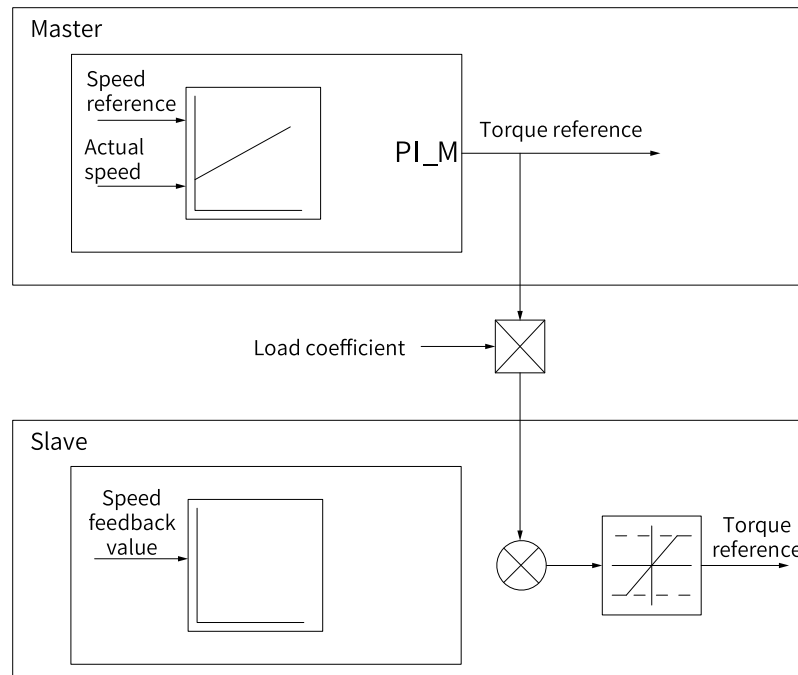 Master
Speed
reference
Actual
speed
PI_M
Torque reference
Load coefficient
Slave
Speed
feedback
value
Torque
reference